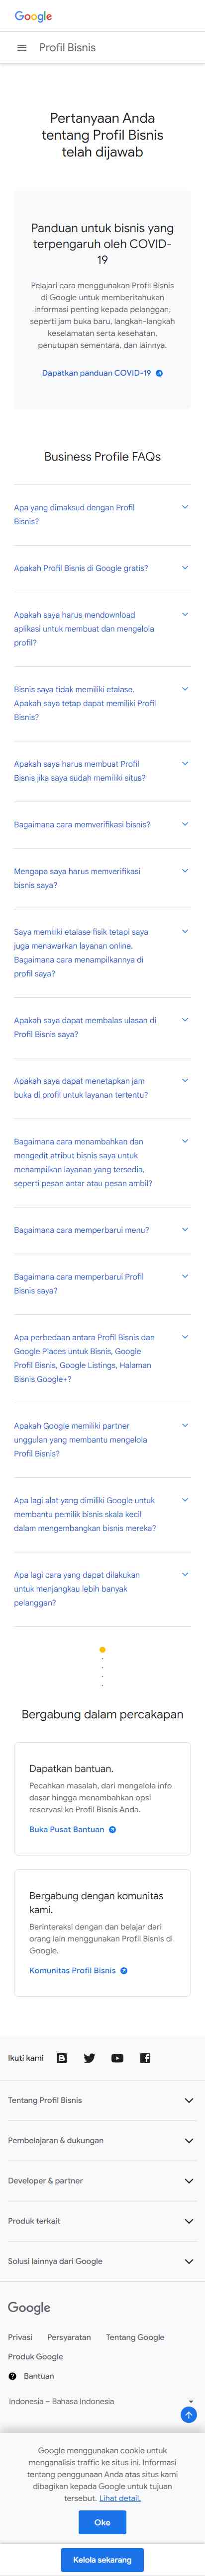 Google
Profil Bisnis
Pertanyaan Anda
tentang Profil Bisnis
telah dijawab
Panduan untuk bisnis yang
terpengaruh oleh COVID-
19
Pelajari cara menggunakan Profil Bisnis
di Google untuk memberitahukan
informasi penting kepada pelanggan,
seperti jam buka baru, langkah-langkah
keselamatan serta kesehatan,
penutupan sementara, dan lainnya.
Dapatkan panduan COVID-19
Business Profile FAQs
Apa yang dimaksud dengan Profil
Bisnis?
Apakah Profil Bisnis di Google gratis?
Apakah saya harus mendownload
aplikasi untuk membuat dan mengelola
profil?
Bisnis saya tidak memiliki etalase.
Apakah saya tetap dapat memiliki Profil
Bisnis?
Apakah saya harus membuat Profil
Bisnis jika saya sudah memiliki situs?
Bagaimana cara memverifikasi bisnis?
Mengapa saya harus memverifikasi
bisnis saya?
Saya memiliki etalase fisik tetapi saya
juga menawarkan layanan online.
Bagaimana cara menampilkannya di
profil saya?
Apakah saya dapat membalas ulasan di
Profil Bisnis saya?
Apakah saya dapat menetapkan jam
buka di profil untuk layanan tertentu?
Bagaimana cara menambahkan dan
mengedit atribut bisnis saya untuk
menampilkan layanan yang tersedia,
seperti pesan antar atau pesan ambil?
Bagaimana cara memperbarui menu?
Bagaimana cara memperbarui Profil
Bisnis saya?
Apa perbedaan antara Profil Bisnis dan
Google Places untuk Bisnis, Google
Profil Bisnis, Google Listings, Halaman
Bisnis Google+?
Apakah Google memiliki partner
unggulan yang membantu mengelola
Profil Bisnis?
Apa lagi alat yang dimiliki Google untuk
membantu pemilik bisnis skala kecil
dalam mengembangkan bisnis mereka?
Apa lagi cara yang dapat dilakukan
untuk menjangkau lebih banyak
pelanggan?
Bergabung dalam percakapan
Dapatkan bantuan.
Pecahkan masalah, dari mengelola info
dasar hingga menambahkan opsi
reservasi ke Profil Bisnis Anda.
Buka Pusat Bantuan
Bergabung dengan komunitas
kami.
Berinteraksi dengan dan belajar dari
orang lain menggunakan Profil Bisnis di
Google.
Komunitas Profil Bisnis
Ikuti kami
Tentang Profil Bisnis
Pembelajaran & dukungan
Developer & partner
Produk terkait
Solusi lainnya dari Google
Google
Privasi Persyaratan Tentang Google
Produk Google
Bantuan
Indonesia – Bahasa Indonesia
Google menggunakan cookie untuk
menganalisis traffic ke situs ini. Informasi
tentang penggunaan Anda atas situs kami
dibagikan kepada Google untuk tujuan
tersebut. Lihat detail.
Oke
Kelola sekarang